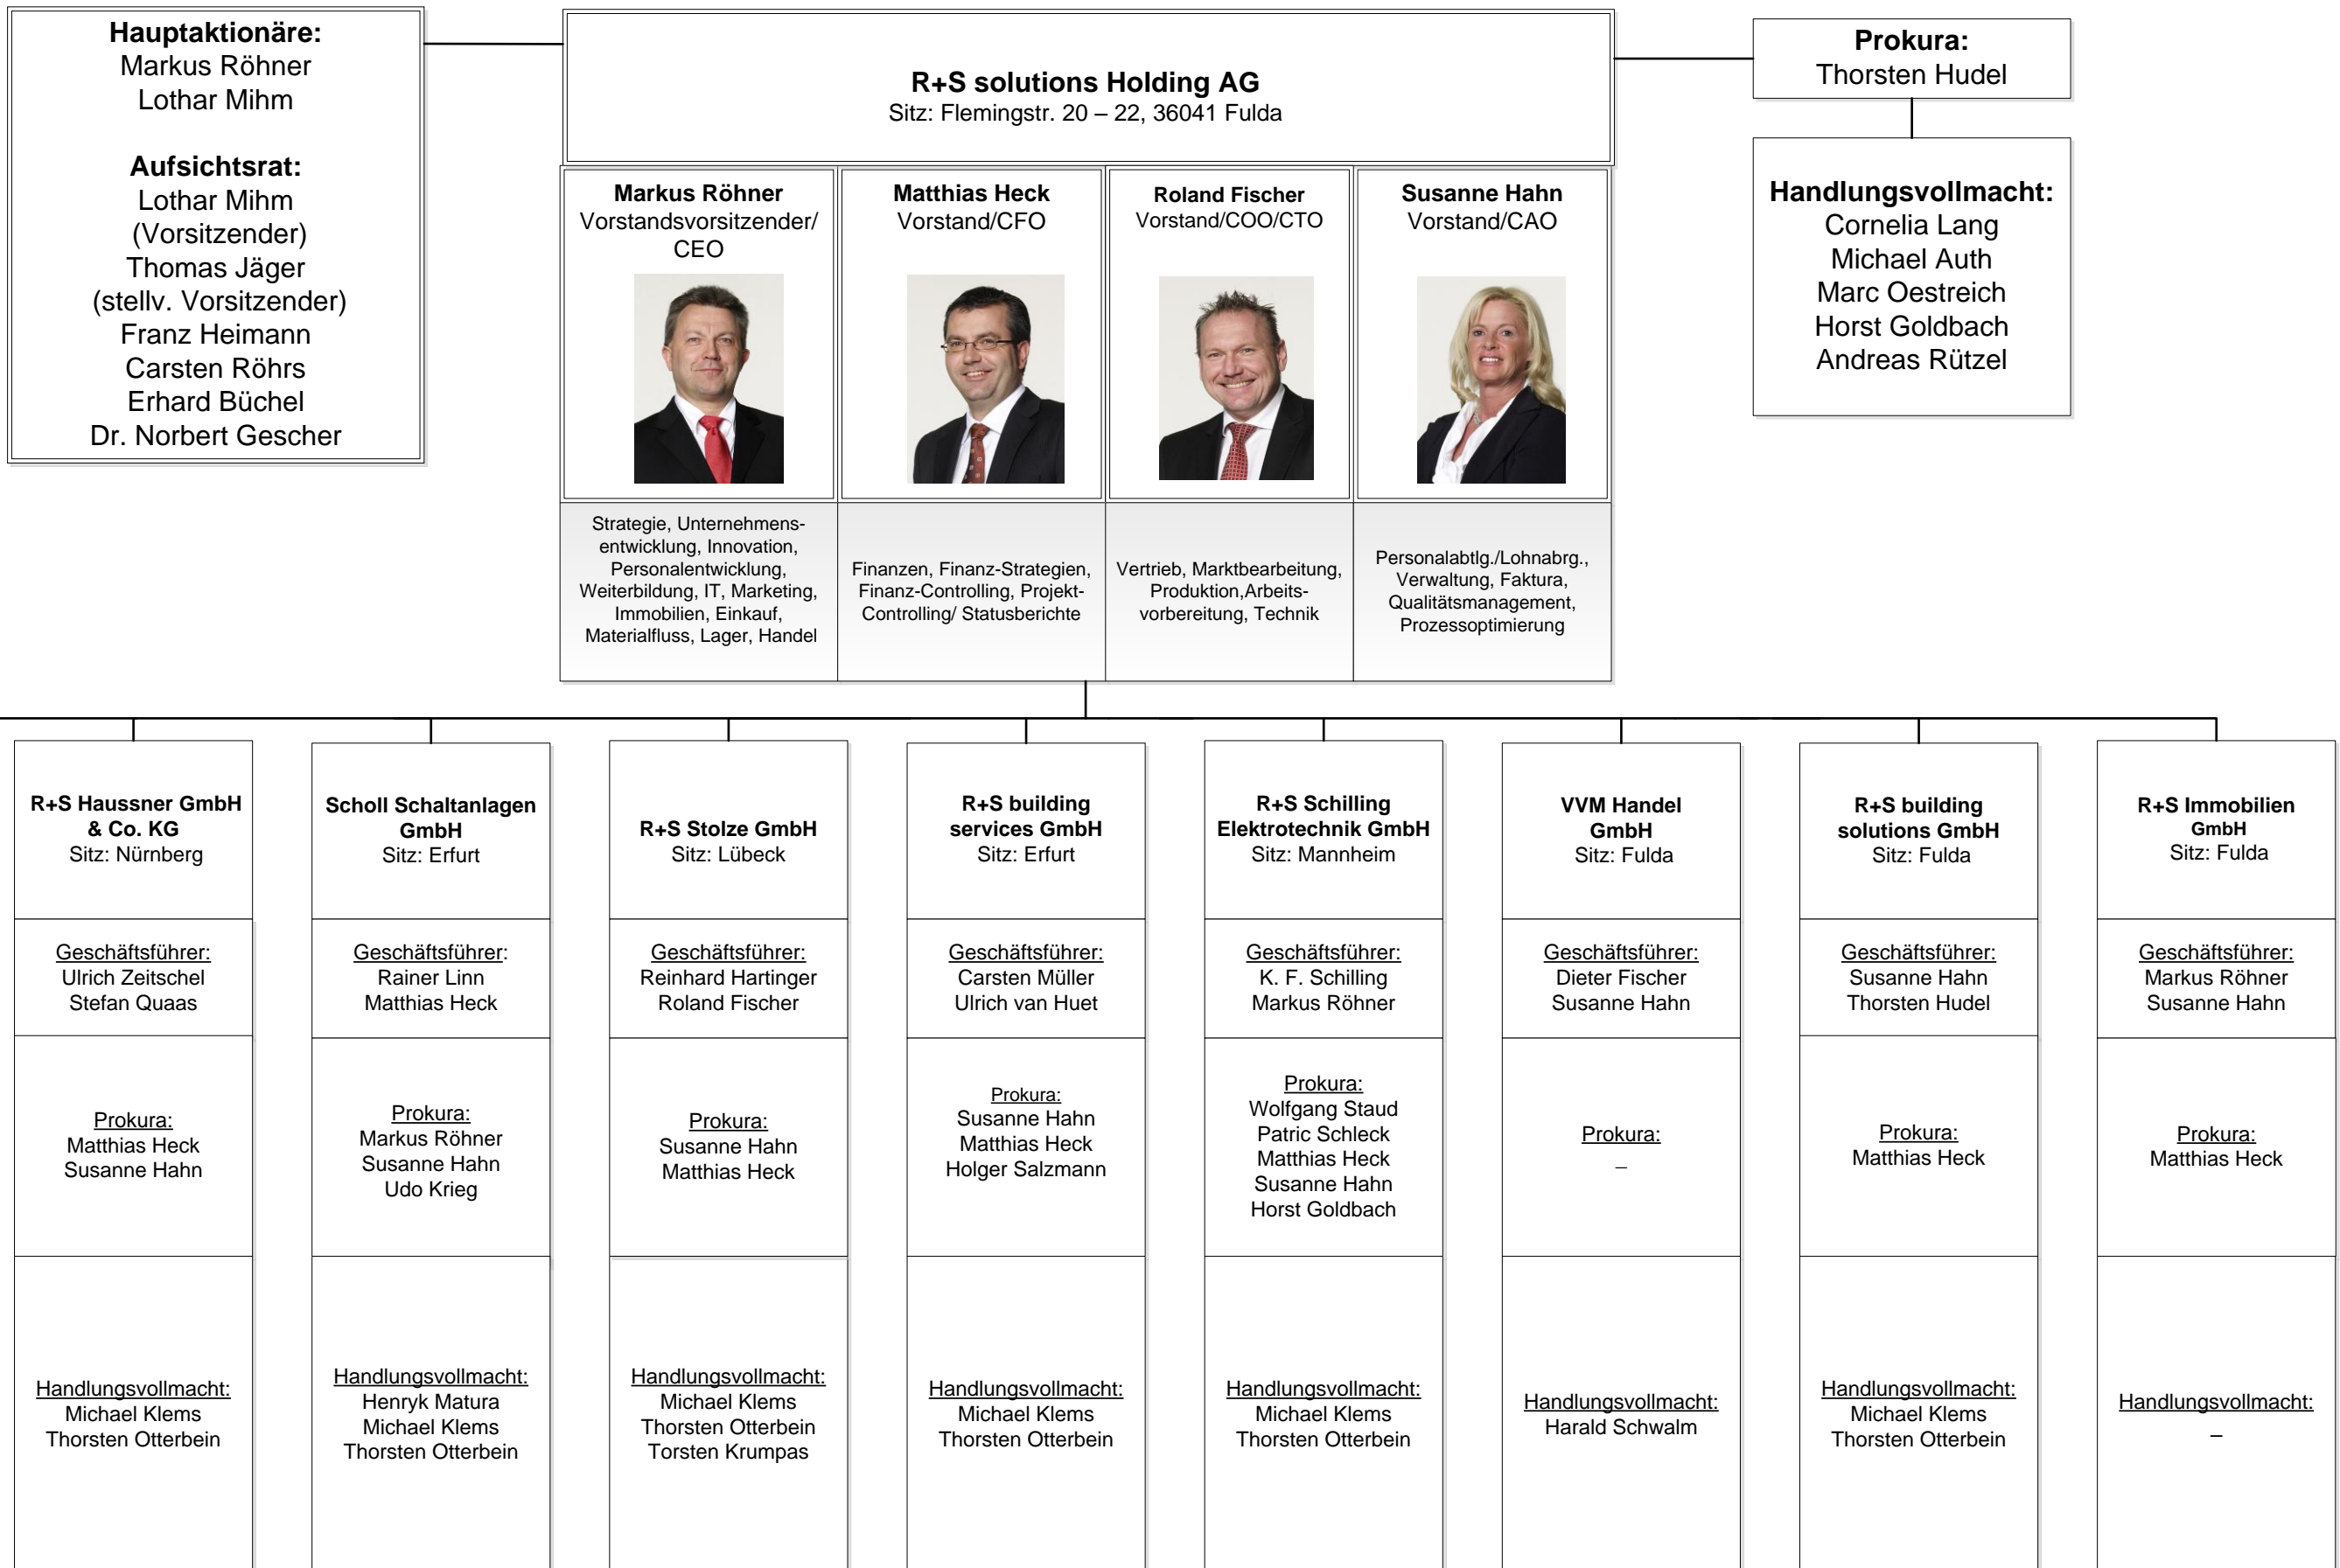 Hauptaktionäre:
Markus Röhner
Lothar Mihm
Aufsichtsrat:
Lothar Mihm
(Vorsitzender)
Thomas Jäger
(stellv. Vorsitzender)
Franz Heimann
Carsten Röhrs
Erhard Büchel
Dr. Norbert Gescher
R+S solutions Holding AG
Sitz: Flemingstr. 20 – 22, 36041 Fulda
Prokura:
Thorsten Hudel
Handlungsvollmacht:
Cornelia Lang
Michael Auth
Marc Oestreich
Horst Goldbach
Andreas Rützel
Markus Röhner
Vorstandsvorsitzender/
CEO
Strategie, Unternehmens-
entwicklung, Innovation,
Personalentwicklung,
Weiterbildung, IT, Marketing,
Immobilien, Einkauf,
Materialfluss, Lager, Handel
Matthias Heck
Vorstand/CFO
Finanzen, Finanz-Strategien,
Finanz-Controlling, Projekt-
Controlling/ Statusberichte
Roland Fischer
Vorstand/COO/CTO
Vertrieb, Marktbearbeitung,
Produktion,Arbeits-
vorbereitung, Technik
Susanne Hahn
Vorstand/CAO
Personalabtlg./Lohnabrg.,
Verwaltung, Faktura,
Qualitätsmanagement,
Prozessoptimierung
R+S Haussner GmbH
& Co. KG
Sitz: Nürnberg
Geschäftsführer:
Ulrich Zeitschel
Stefan Quaas
Prokura:
Matthias Heck
Susanne Hahn
Handlungsvollmacht:
Michael Klems
Thorsten Otterbein
Scholl Schaltanlagen
GmbH
Sitz: Erfurt
Geschäftsführer:
Rainer Linn
Matthias Heck
Prokura:
Markus Röhner
Susanne Hahn
Udo Krieg
Handlungsvollmacht:
Henryk Matura
Michael Klems
Thorsten Otterbein
R+S Stolze GmbH
Sitz: Lübeck
Geschäftsführer:
Reinhard Hartinger
Roland Fischer
Prokura:
Susanne Hahn
Matthias Heck
Handlungsvollmacht:
Michael Klems
Thorsten Otterbein
Torsten Krumpas
R+S building
services GmbH
Sitz: Erfurt
Geschäftsführer:
Carsten Müller
Ulrich van Huet
Prokura:
Susanne Hahn
Matthias Heck
Holger Salzmann
Handlungsvollmacht:
Michael Klems
Thorsten Otterbein
R+S Schilling
Elektrotechnik GmbH
Sitz: Mannheim
Geschäftsführer:
K. F. Schilling
Markus Röhner
Prokura:
Wolfgang Staud
Patric Schleck
Matthias Heck
Susanne Hahn
Horst Goldbach
Handlungsvollmacht:
Michael Klems
Thorsten Otterbein
VVM Handel
GmbH
Sitz: Fulda
Geschäftsführer:
Dieter Fischer
Susanne Hahn
Prokura:
–
Handlungsvollmacht:
Harald Schwalm
R+S building
solutions GmbH
Sitz: Fulda
Geschäftsführer:
Susanne Hahn
Thorsten Hudel
Prokura:
Matthias Heck
Handlungsvollmacht:
Michael Klems
Thorsten Otterbein
R+S Immobilien
GmbH
Sitz: Fulda
Geschäftsführer:
Markus Röhner
Susanne Hahn
Prokura:
Matthias Heck
Handlungsvollmacht:
–